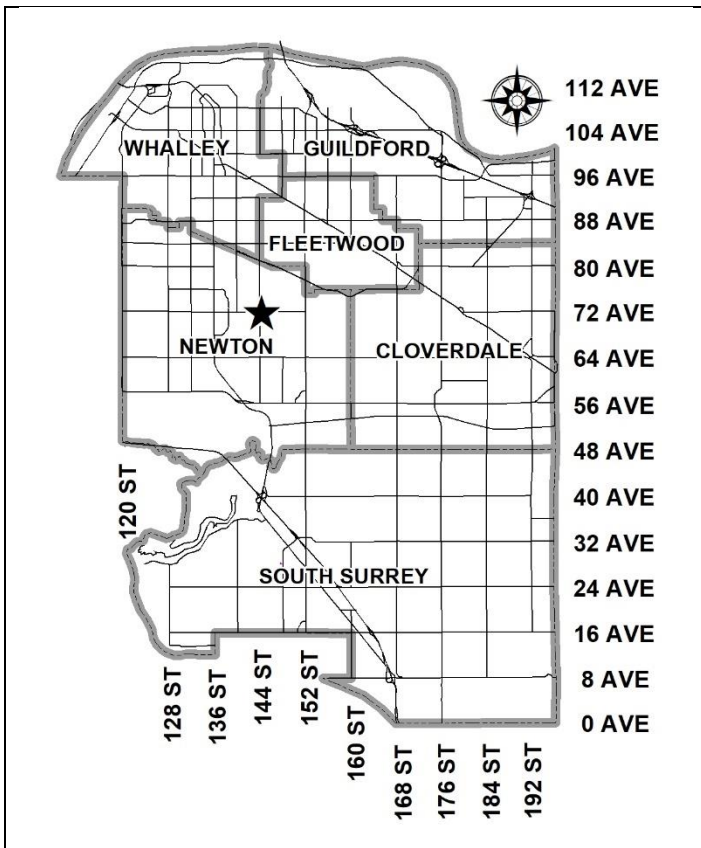 112 AVE
104 AVE
WHALLEY
GUILDFORD
96 AVE
88 AVE
FLEETWOOD
80 AVE
72 AVE
NEWTON
CLOVERDALE
64 AVE
56 AVE
48 AVE
120 ST
40 AVE
32 AVE
SOUTH SURREY
24 AVE
16 AVE
128 ST
136 ST
144 ST
152 ST
160 ST
168 ST
176 ST
184 ST
192 ST
8 AVE
0 AVE